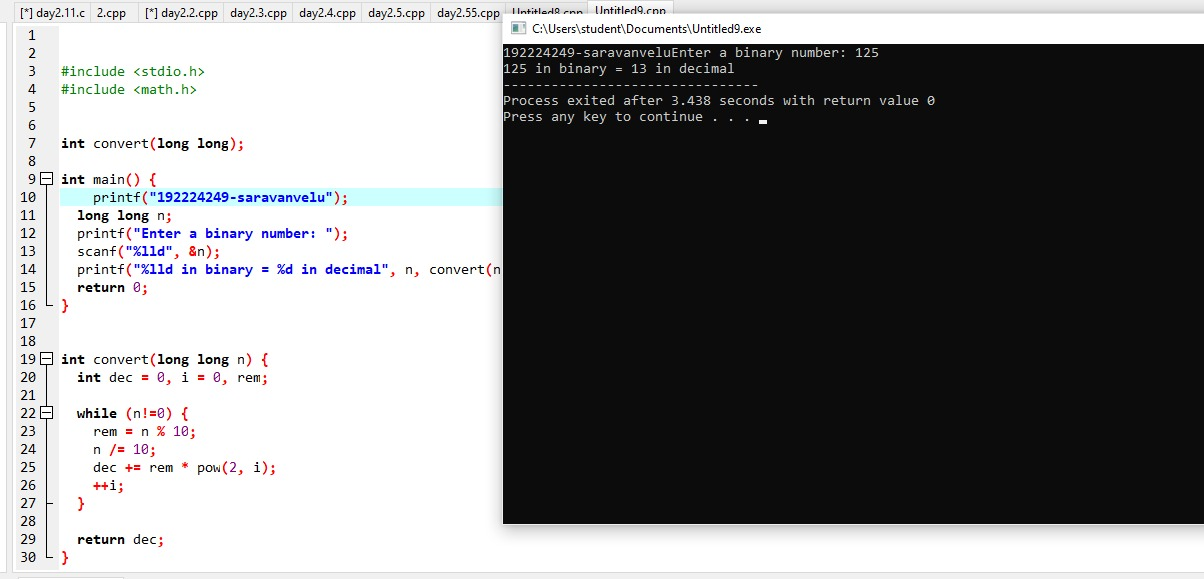 [*] day2.11.c 2.cpp [*] day2.2.cpp day2.3.cpp day2.4.cpp day2.5.cpp day2.55.cpp Untitled8.cpp Untitled9.cpp
1
2
3 #include <stdio.h>
4 #include <math.h>
5
6
7 int convert(long long);
8
9 int main() {
10 printf("192224249-saravanvelu");
11 long long n;
12 printf("Enter a binary number: ");
13 scanf("%lld", &n);
14 printf("%lld in binary = %d in decimal", n, convert(n
15 return 0;
16 }
17
18
19 int convert(long long n) {
20 int dec = 0, i = 0, rem;
21
22 while (n!=0) {
23 rem = n % 10;
24 n /= 10;
25 dec += rem * pow(2, i);
26 ++i;
27 }
28
29 return dec;
30 }
C:\Users\student\Documents\Untitled9.exe
192224249-saravanveluEnter a binary number: 125
125 in binary = 13 in decimal
--------------------------------
Process exited after 3.438 seconds with return value 0
Press any key to continue . . .